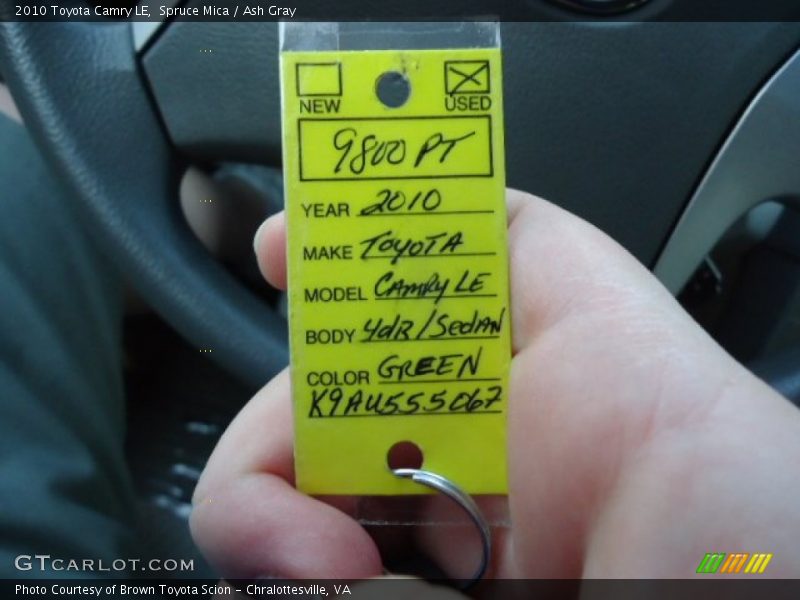 2010 Toyota Camry LE, Spruce Mica / Ash Gray
NEW USED
9800 PT
YEAR 2010
MAKE TOYOTA
MODEL CAMRY LE
BODY 4dR/Sedan
COLOR GREEN
K9AU555067
GTCARLOT.COM
Photo Courtesy of Brown Toyota Scion - Chralottesville, VA